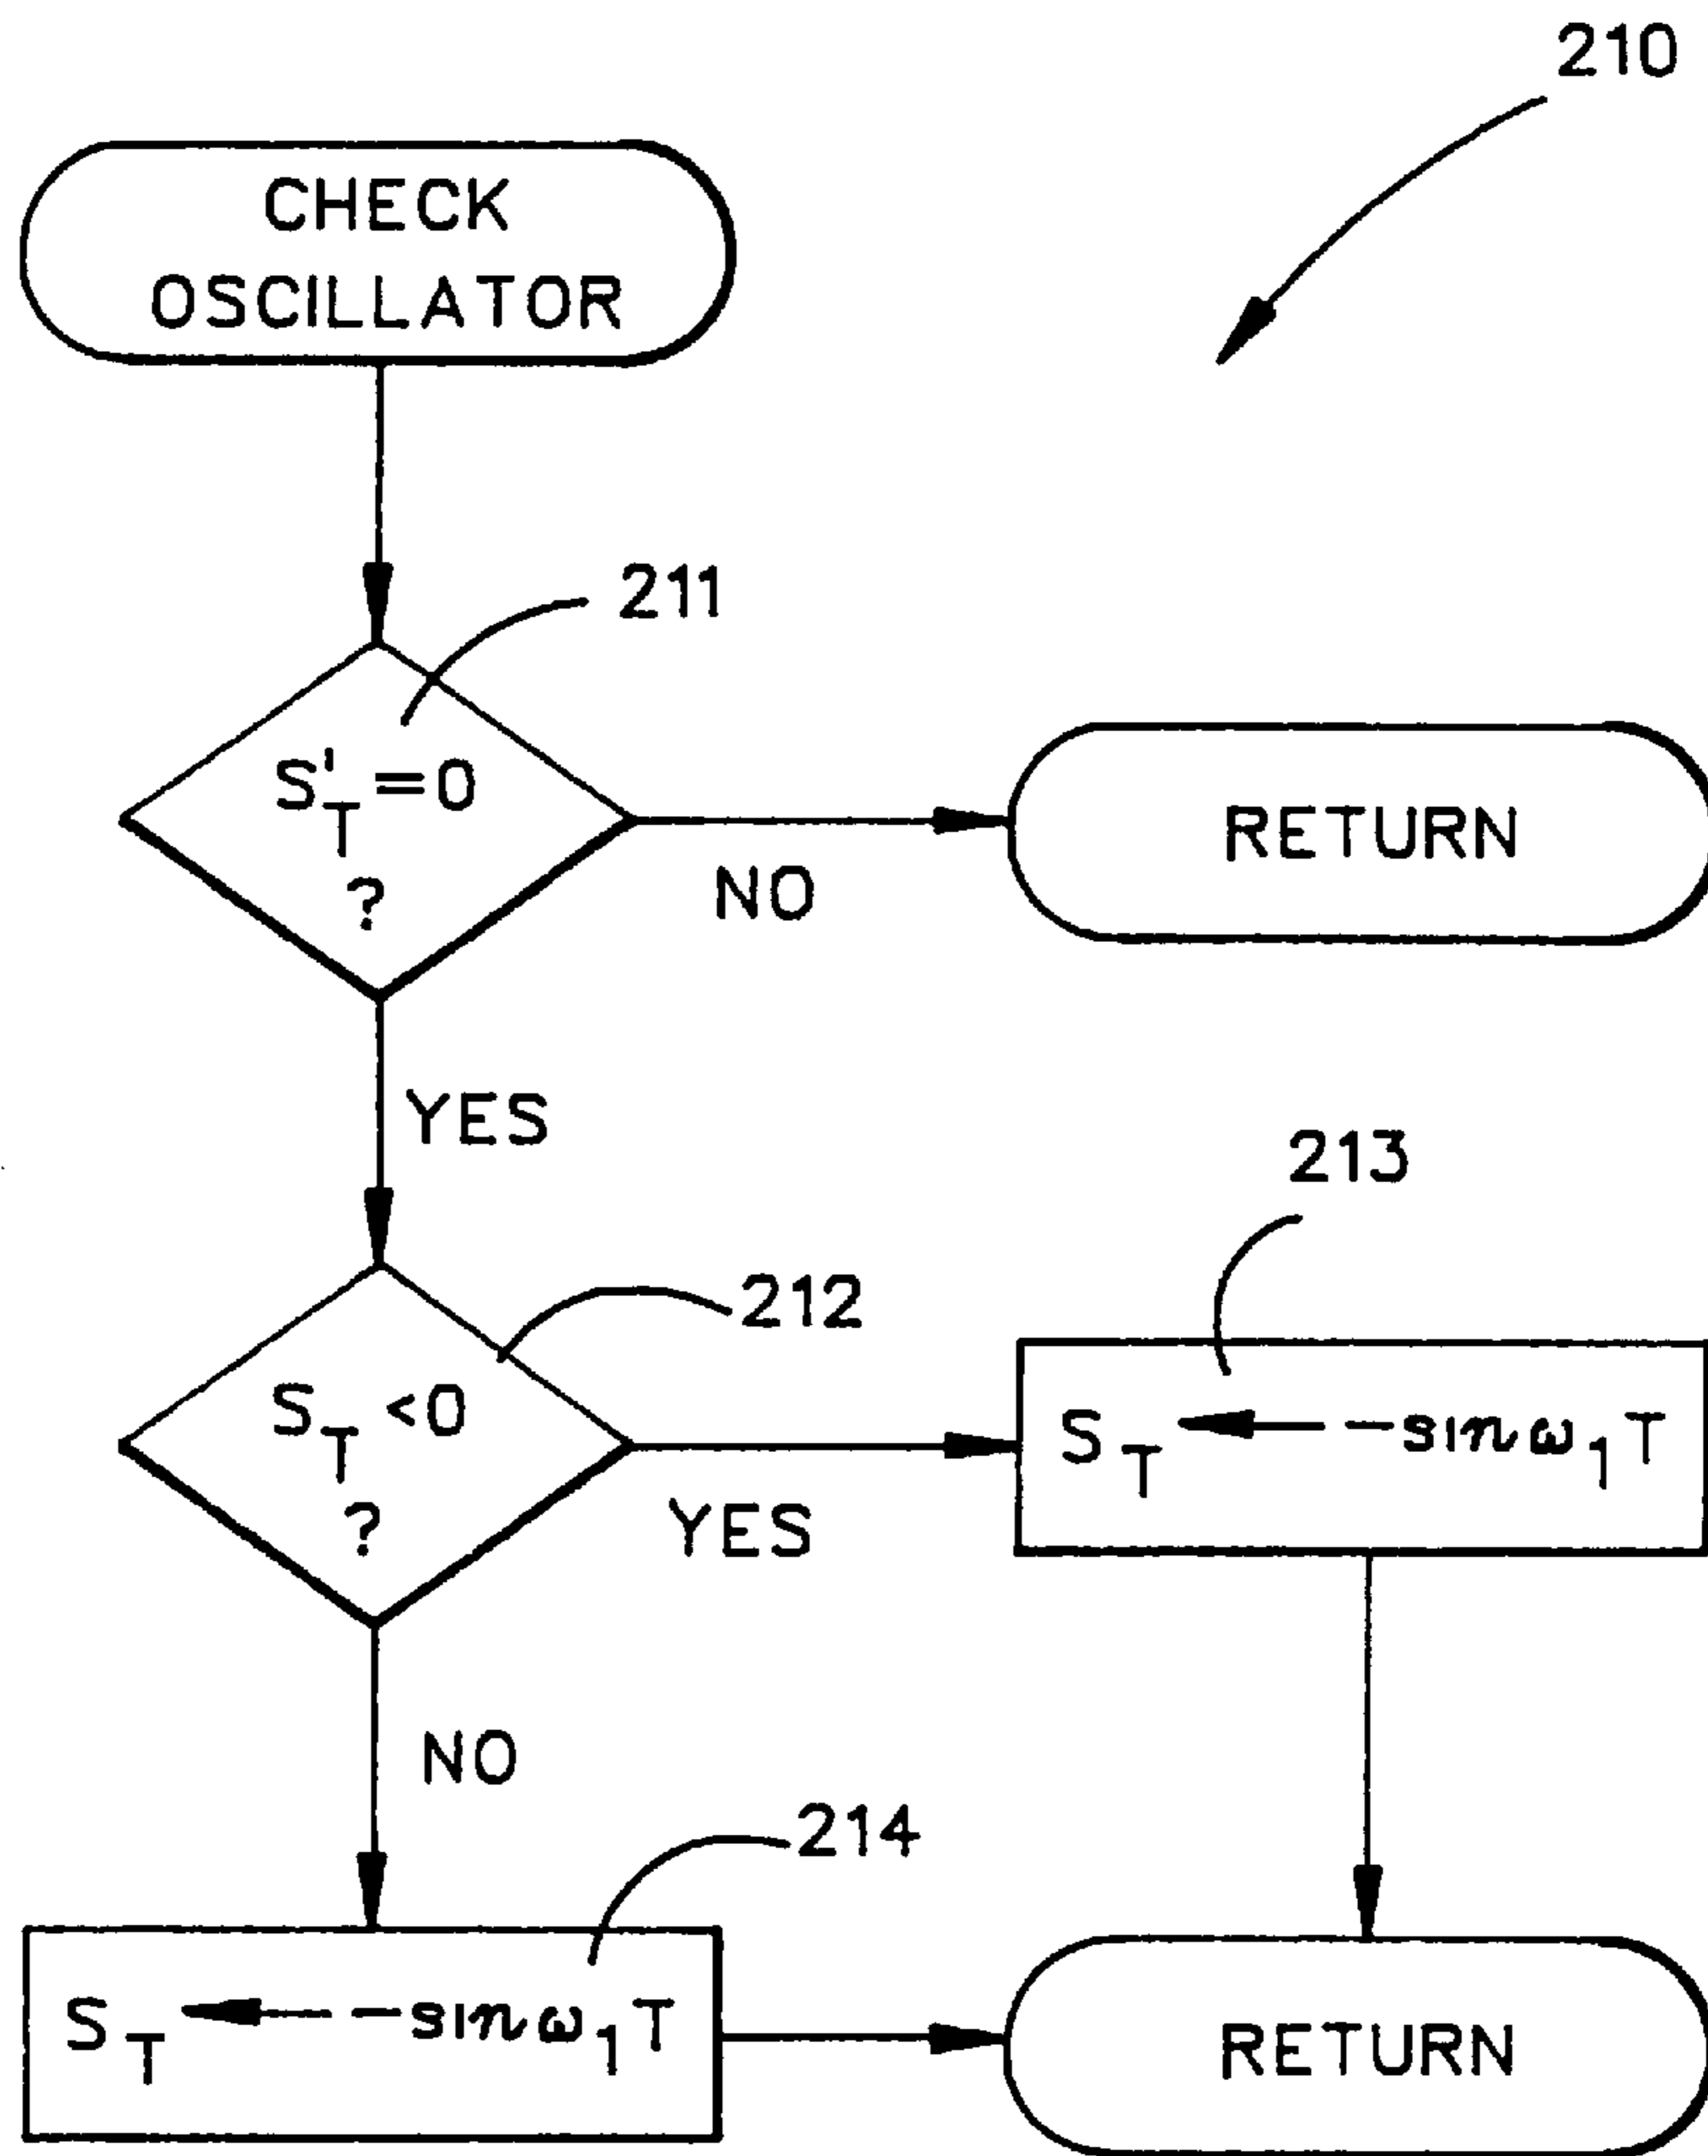 210
CHECK
OSCILLATOR
211
S'T=0
?
NO
RETURN
YES
213
212
ST<0
?
YES
ST ← -sinω1T
NO
214
ST ← -sinω1T
RETURN